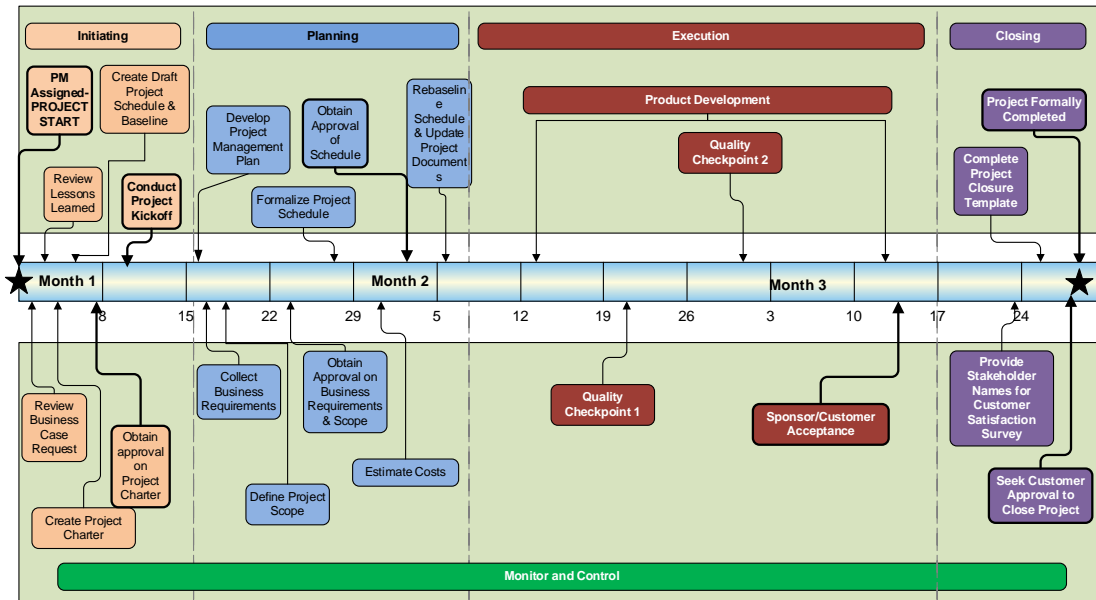 Initiating
Planning
Execution
Closing
PM
Assigned-
PROJECT
START
Create Draft
Project
Schedule &
Baseline
Review
Lessons
Learned
Conduct
Project
Kickoff
Develop
Project
Management
Plan
Formalize Project
Schedule
Obtain
Approval of
Schedule
Rebaselin
e
Schedule
& Update
Project
Document
s
Product Development
Quality
Checkpoint 2
Project Formally
Completed
Complete
Project
Closure
Template
Month 1
Month 2
Month 3
8
15
22
29
5
12
19
26
3
10
17
24
Review
Business
Case
Request
Create Project
Charter
Obtain
approval
on
Project
Charter
Collect
Business
Requirements
Define Project
Scope
Obtain
Approval on
Business
Requirements
& Scope
Estimate Costs
Quality
Checkpoint 1
Sponsor/Customer
Acceptance
Provide
Stakeholder
Names for
Customer
Satisfaction
Survey
Seek Customer
Approval to
Close Project
Monitor and Control